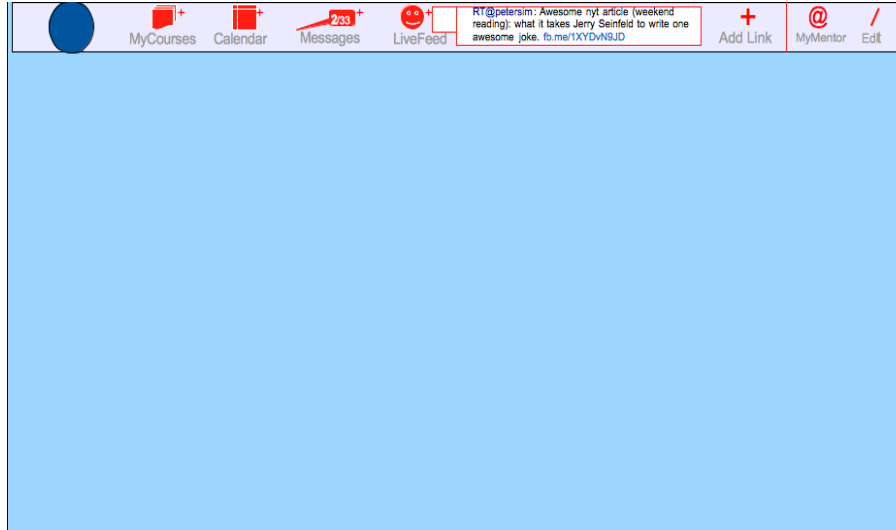 MyCourses
Calendar
2/33
Messages
LiveFeed
RT@petersim: Awesome nyt article (weekend
reading): what it takes Jerry Seinfeld to write one
awesome joke. fb.me/1XYDvN9JD
+
Add Link
@
MyMentor
/
Edit